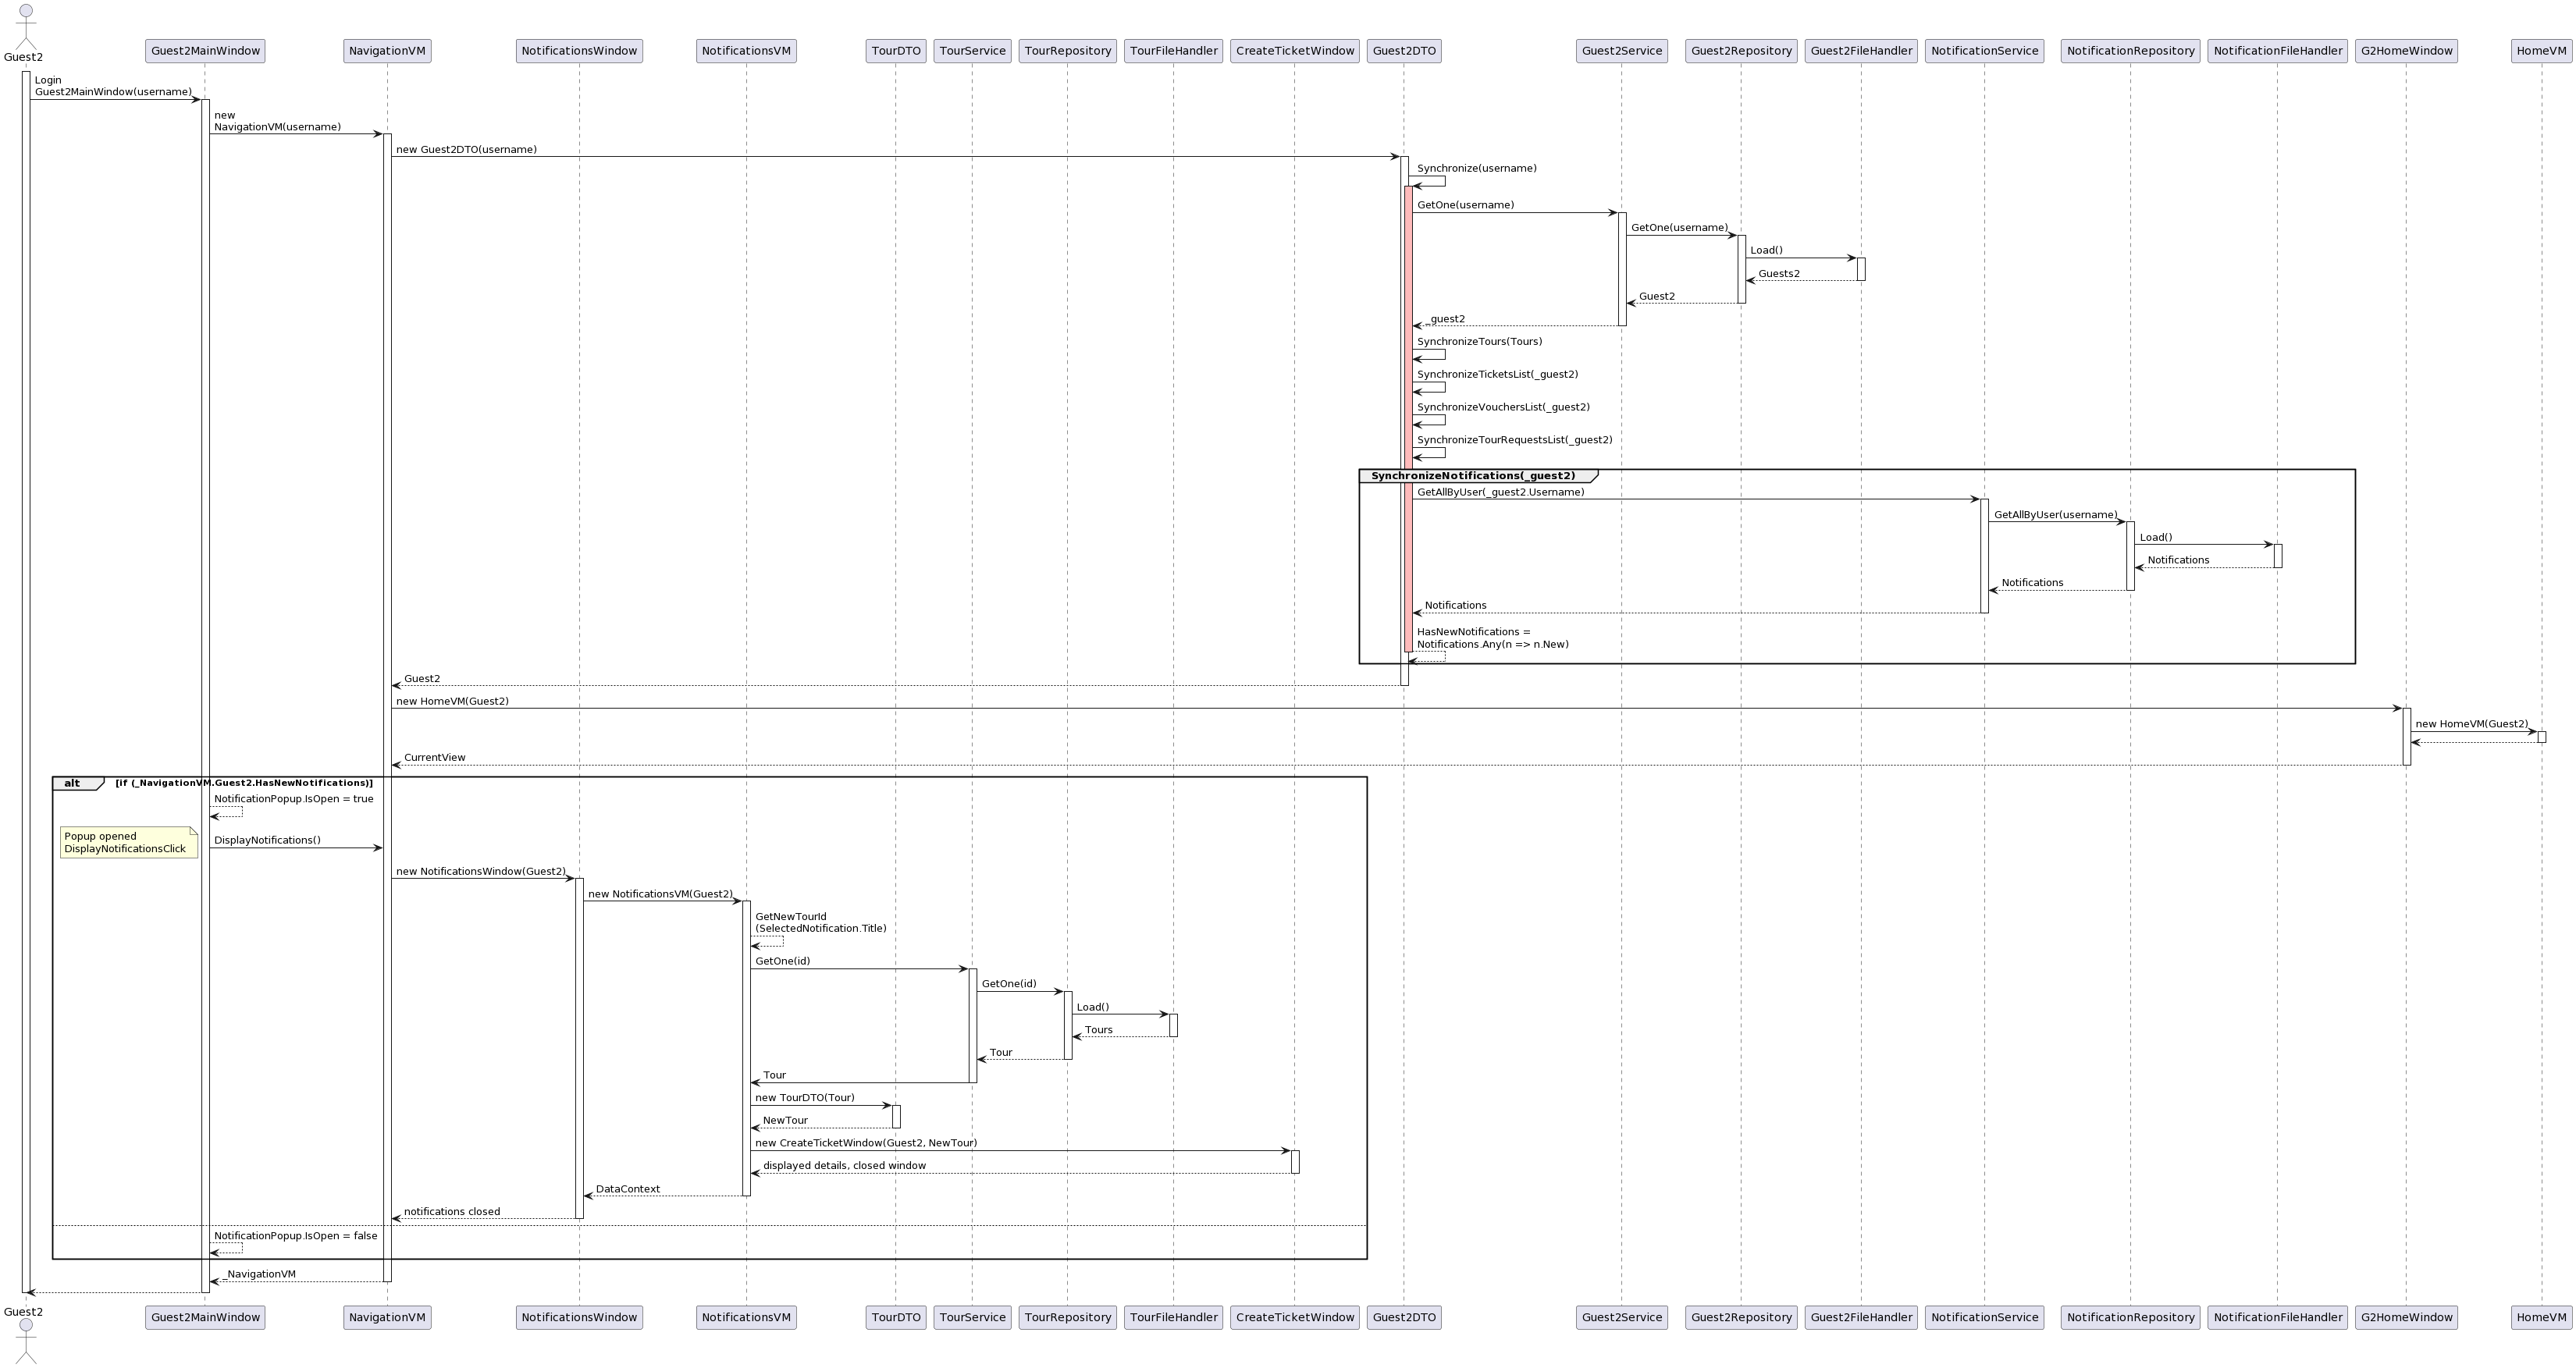 Guest2
Guest2MainWindow
NavigationVM
NotificationsWindow
NotificationsVM
TourDTO
TourService
TourRepository
TourFileHandler
CreateTicketWindow
Guest2DTO
Guest2Service
Guest2Repository
Guest2FileHandler
NotificationService
NotificationRepository
NotificationFileHandler
G2HomeWindow
HomeVM
Login
Guest2MainWindow(username)
new
NavigationVM(username)
new Guest2DTO(username)
Synchronize(username)
GetOne(username)
GetOne(username)
Load()
Guests2
Guest2
_guest2
SynchronizeTours(Tours)
SynchronizeTicketsList(_guest2)
SynchronizeVouchersList(_guest2)
SynchronizeTourRequestsList(_guest2)
SynchronizeNotifications(_guest2)
GetAllByUser(_guest2.Username)
GetAllByUser(username)
Load()
Notifications
Notifications
Notifications
HasNewNotifications =
Notifications.Any(n => n.New)
Guest2
new HomeVM(Guest2)
new HomeVM(Guest2)
CurrentView
alt [if (_NavigationVM.Guest2.HasNewNotifications)]
NotificationPopup.IsOpen = true
Popup opened
DisplayNotificationsClick
DisplayNotifications()
new NotificationsWindow(Guest2)
new NotificationsVM(Guest2)
GetNewTourId
(SelectedNotification.Title)
GetOne(id)
GetOne(id)
Load()
Tours
Tour
Tour
new TourDTO(Tour)
NewTour
new CreateTicketWindow(Guest2, NewTour)
displayed details, closed window
DataContext
notifications closed
NotificationPopup.IsOpen = false
_NavigationVM
Guest2
Guest2MainWindow
NavigationVM
NotificationsWindow
NotificationsVM
TourDTO
TourService
TourRepository
TourFileHandler
CreateTicketWindow
Guest2DTO
Guest2Service
Guest2Repository
Guest2FileHandler
NotificationService
NotificationRepository
NotificationFileHandler
G2HomeWindow
HomeVM